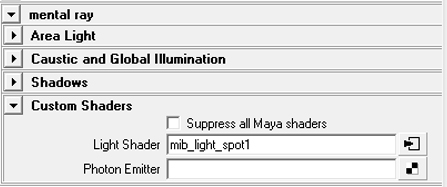 mental ray
Area Light
Caustic and Global Illumination
Shadows
Custom Shaders
Suppress all Maya shaders
Light Shader mib_light_spot1
Photon Emitter